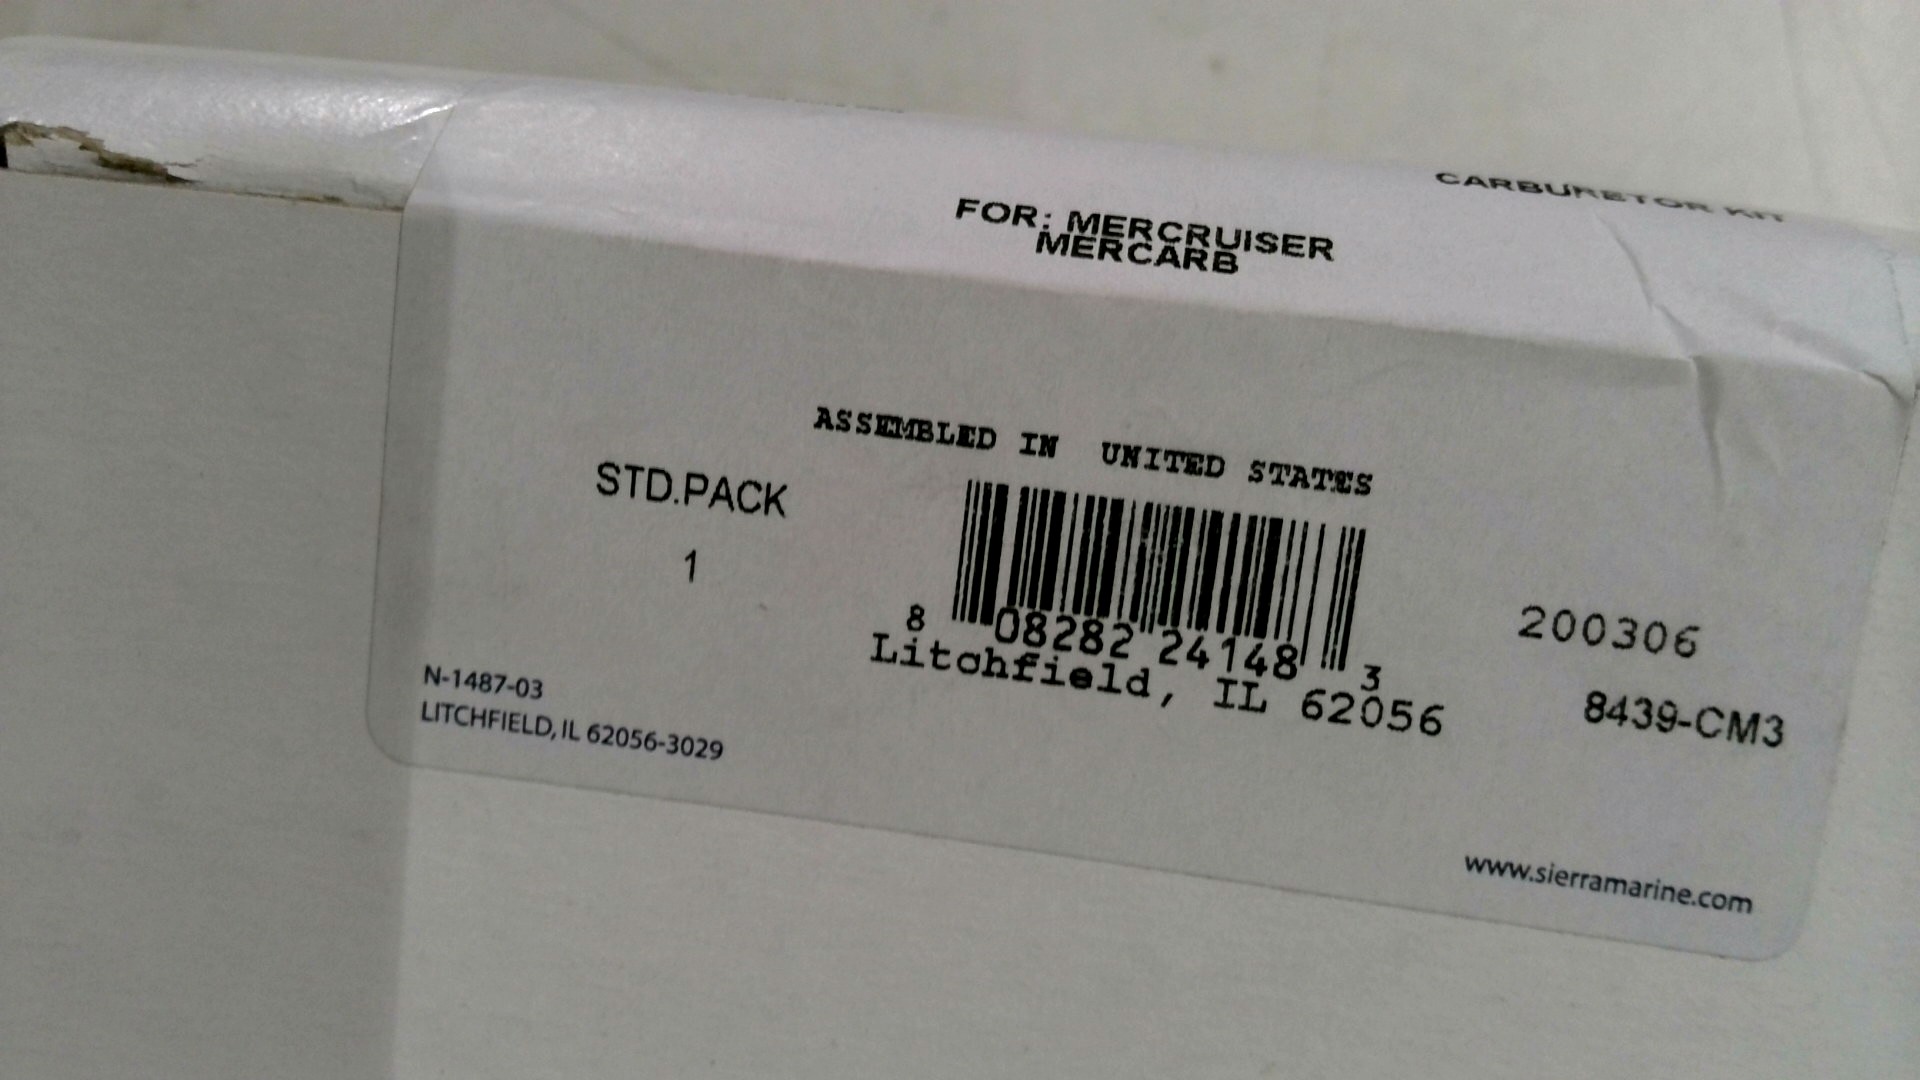 CARBURETOR KIT
FOR: MERCRUISER
MERCARB
ASSEMBLED IN UNITED STATES
STD.PACK
1
8 08282 24148 3
Litchfield, IL 62056
200306
8439-CM3
N-1487-03
LITCHFIELD, IL 62056-3029
www.sierramarine.com